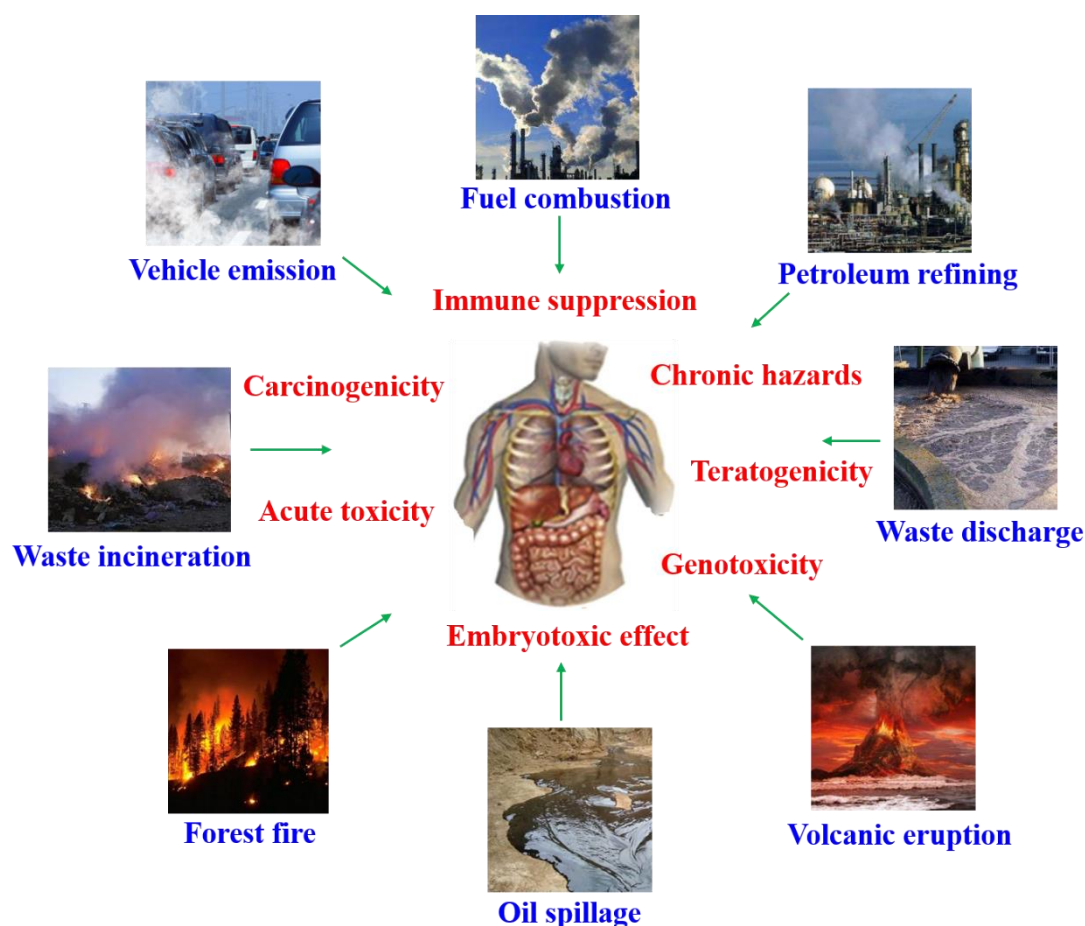 Fuel combustion
Vehicle emission
Petroleum refining
Immune suppression
Carcinogenicity
Chronic hazards
Teratogenicity
Acute toxicity
Waste incineration
Waste discharge
Genotoxicity
Embryotoxic effect
Forest fire
Volcanic eruption
Oil spillage